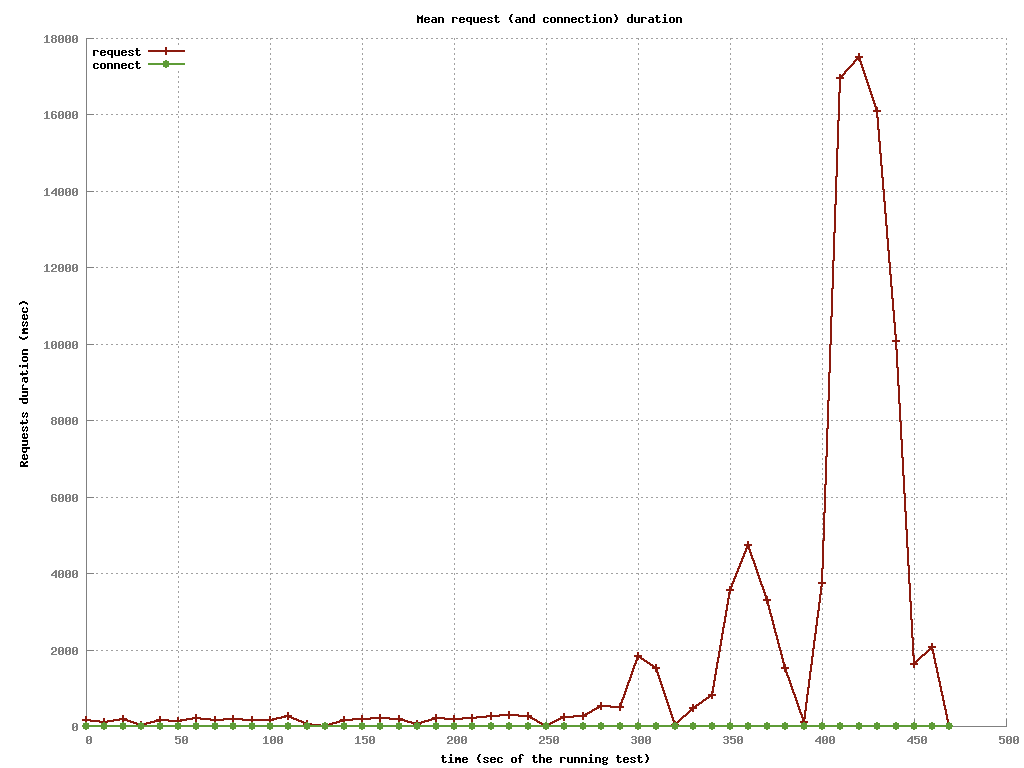 Mean request (and connection) duration
18000
request
connect
16000
14000
12000
10000
8000
6000
4000
2000
0
Requests duration (msec)
0 50 100 150 200 250 300 350 400 450 500
time (sec of the running test)